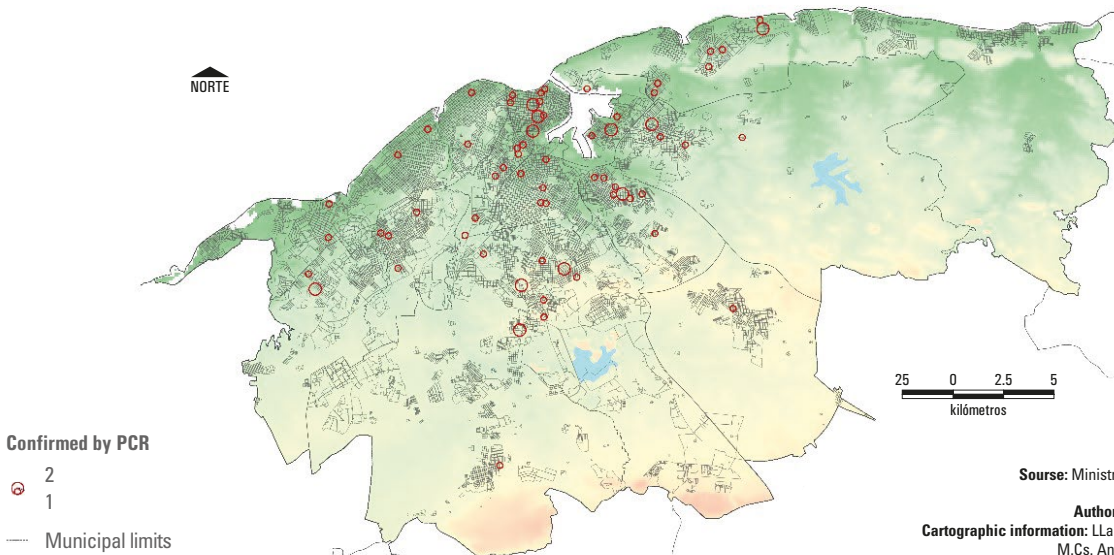 NORTE
25 0 2.5 5
kilómetros
Confirmed by PCR
2
1
Municipal limits
Sourse: Ministr
Author
Cartographic information: LLa
M.Cs. An